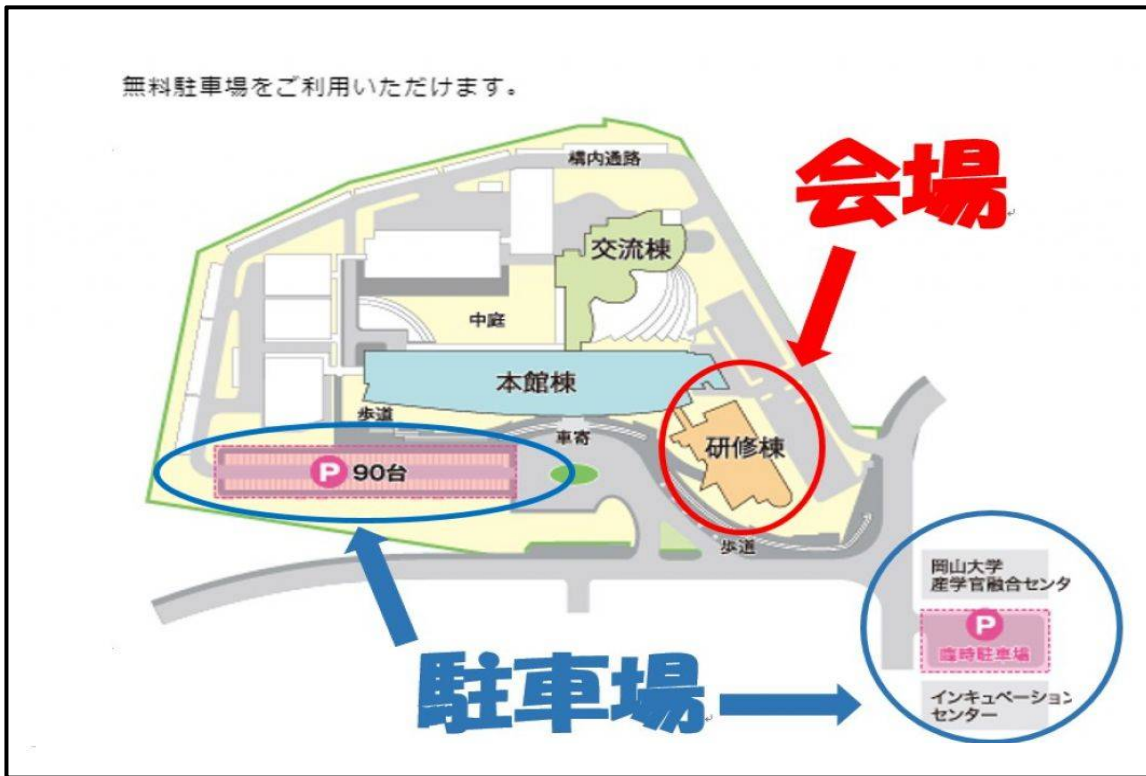 無料駐車場をご利用いただけます。
会場
構内通路
交流棟
中庭
本館棟
歩道
車寄
研修棟
P 90台
歩道
岡山大学
産学官融合センタ
P
臨時駐車場
インキュベーション
センター
駐車場